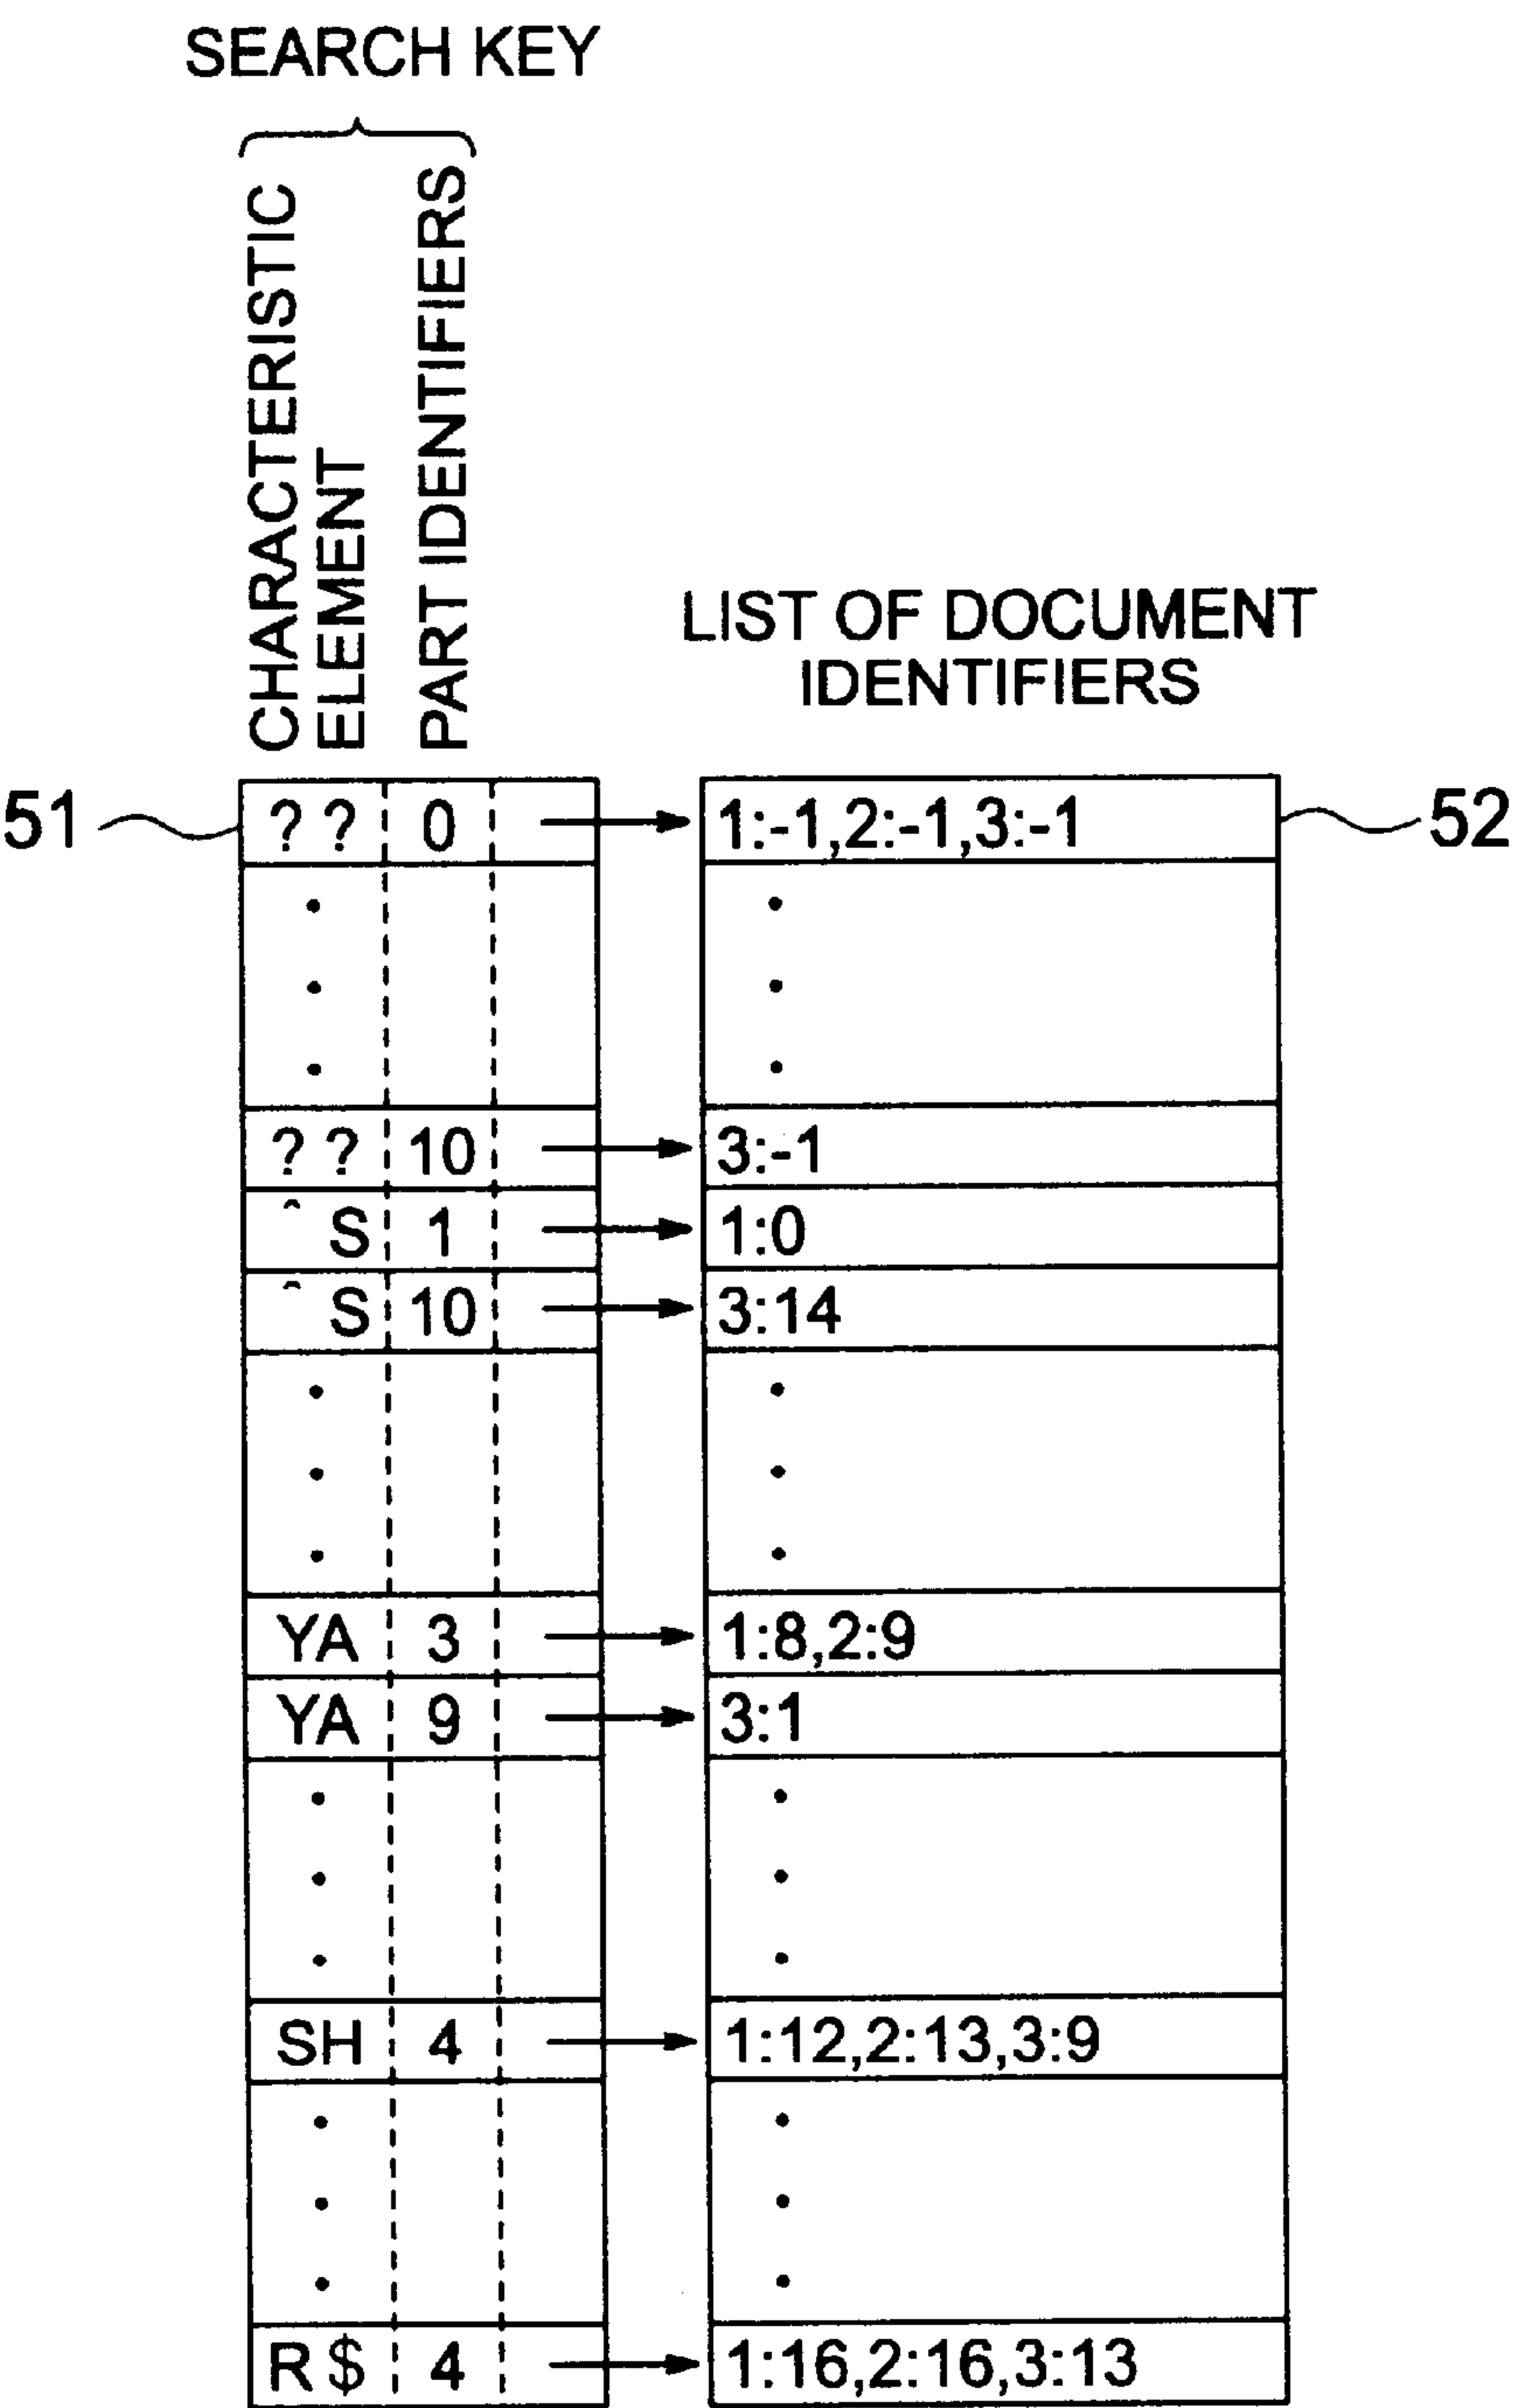 SEARCH KEY
CHARACTERISTIC
ELEMENT
PART IDENTIFIERS
LIST OF DOCUMENT
IDENTIFIERS
51 ? ? 0 1:-1,2:-1,3:-1 52
? ? 10 3:-1
^ S 1 1:0
^ S 10 3:14
YA 3 1:8,2:9
YA 9 3:1
SH 4 1:12,2:13,3:9
R $ 4 1:16,2:16,3:13